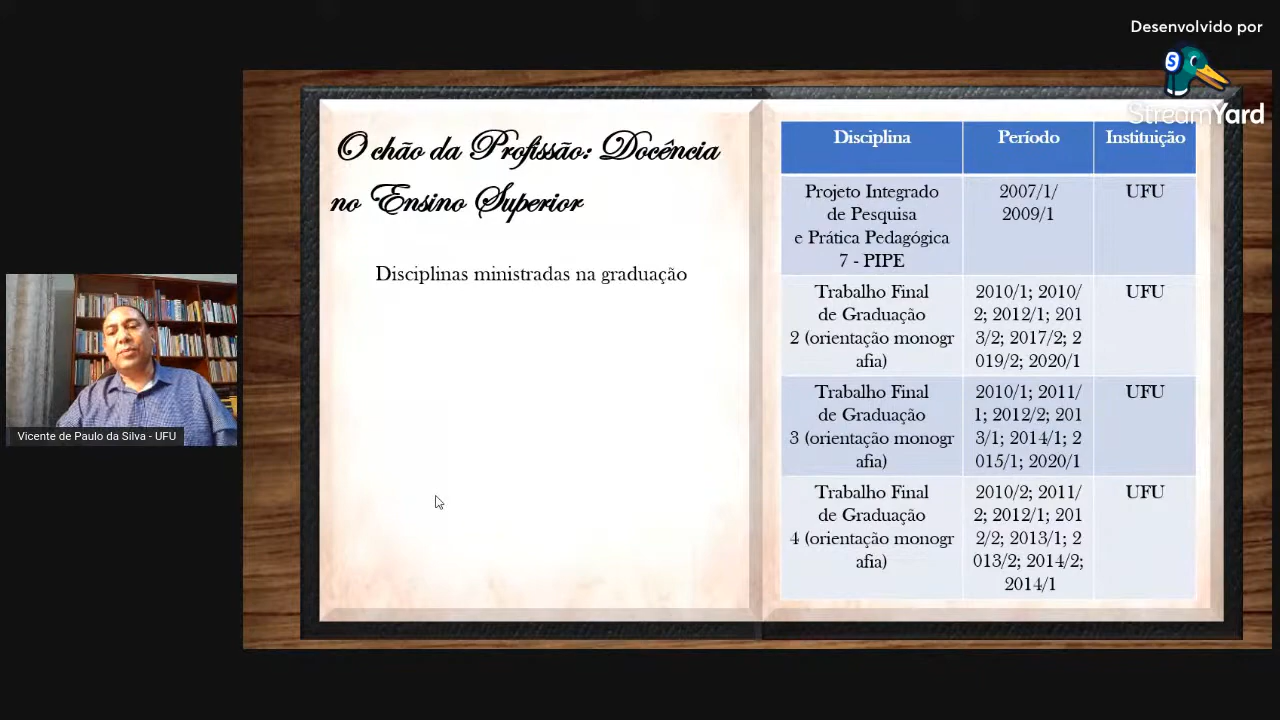 Desenvolvido por
StreamYard
O chão da Profissão: Docência
no Ensino Superior
Disciplinas ministradas na graduação
Disciplina Período Instituição
Projeto Integrado
de Pesquisa
e Prática Pedagógica
7 - PIPE
2007/1/
2009/1
UFU
Trabalho Final
de Graduação
2 (orientação monogr
afia)
2010/1; 2010/
2; 2012/1; 201
3/2; 2017/2; 2
019/2; 2020/1
UFU
Trabalho Final
de Graduação
3 (orientação monogr
afia)
2010/1; 2011/
1; 2012/2; 201
3/1; 2014/1; 2
015/1; 2020/1
UFU
Trabalho Final
de Graduação
4 (orientação monogr
afia)
2010/2; 2011/
2; 2012/1; 201
2/2; 2013/1; 2
013/2; 2014/2;
2014/1
UFU
Vicente de Paulo da Silva - UFU